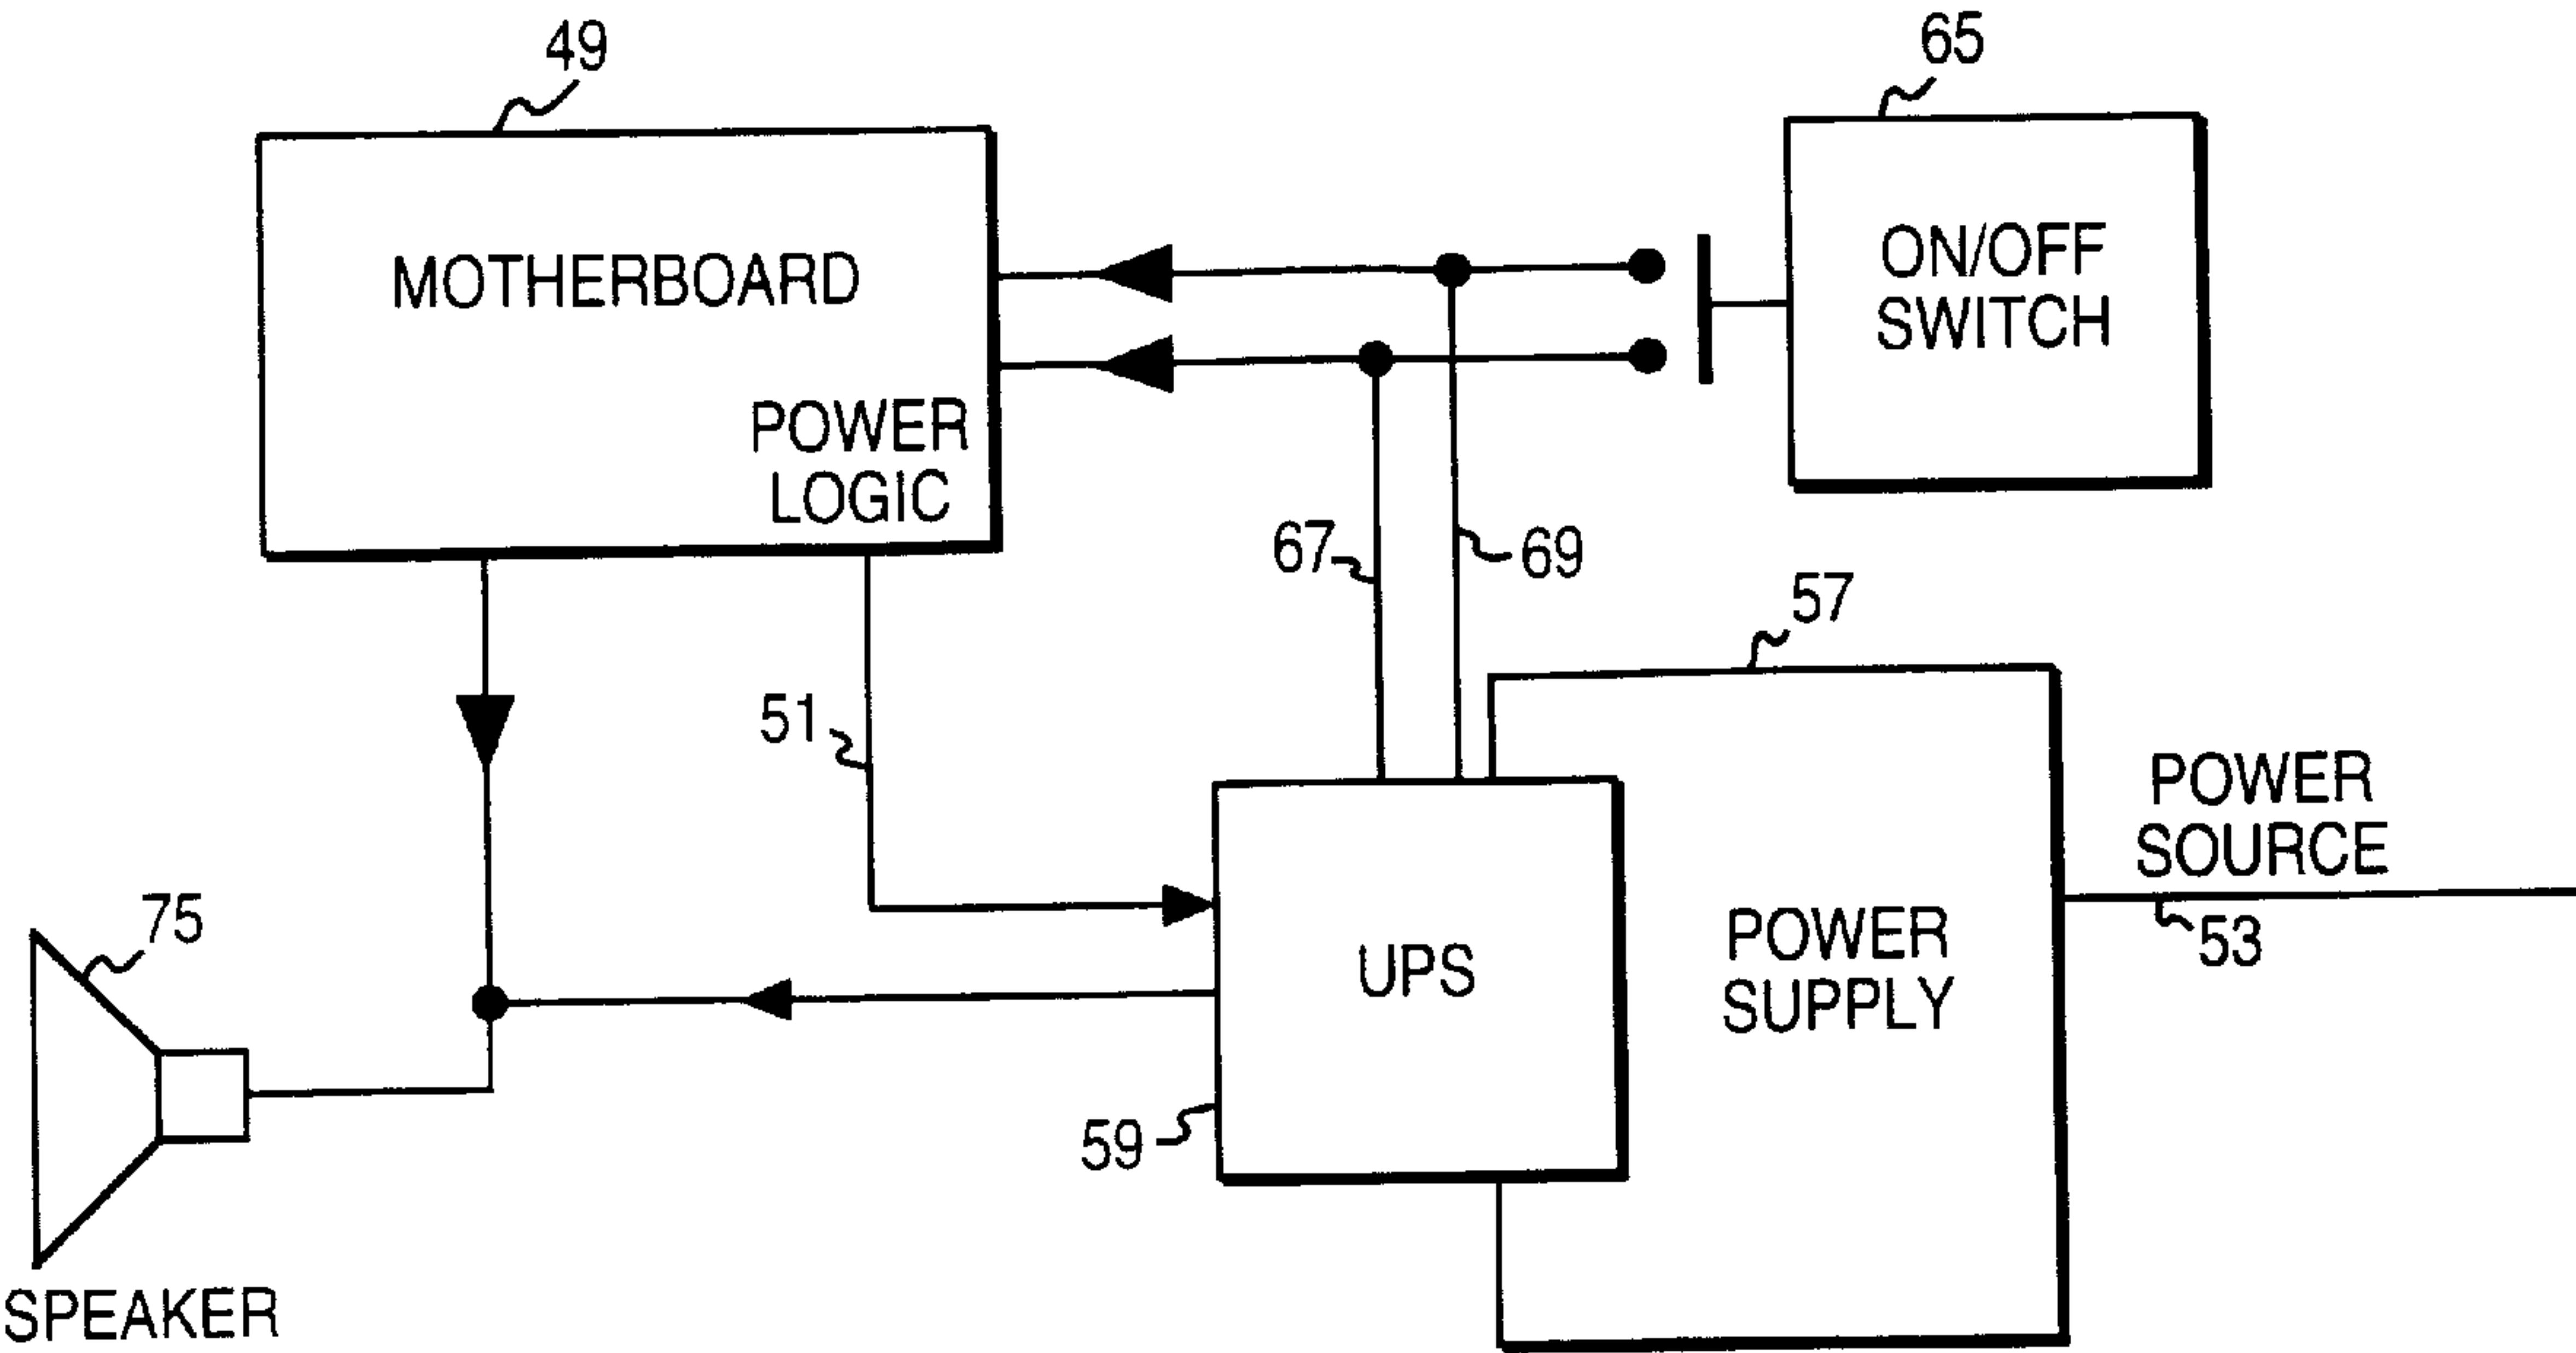 49
65
MOTHERBOARD
ON/OFF
SWITCH
POWER
LOGIC
67
69
57
51
POWER
SOURCE
75
53
UPS
POWER
SUPPLY
59
SPEAKER